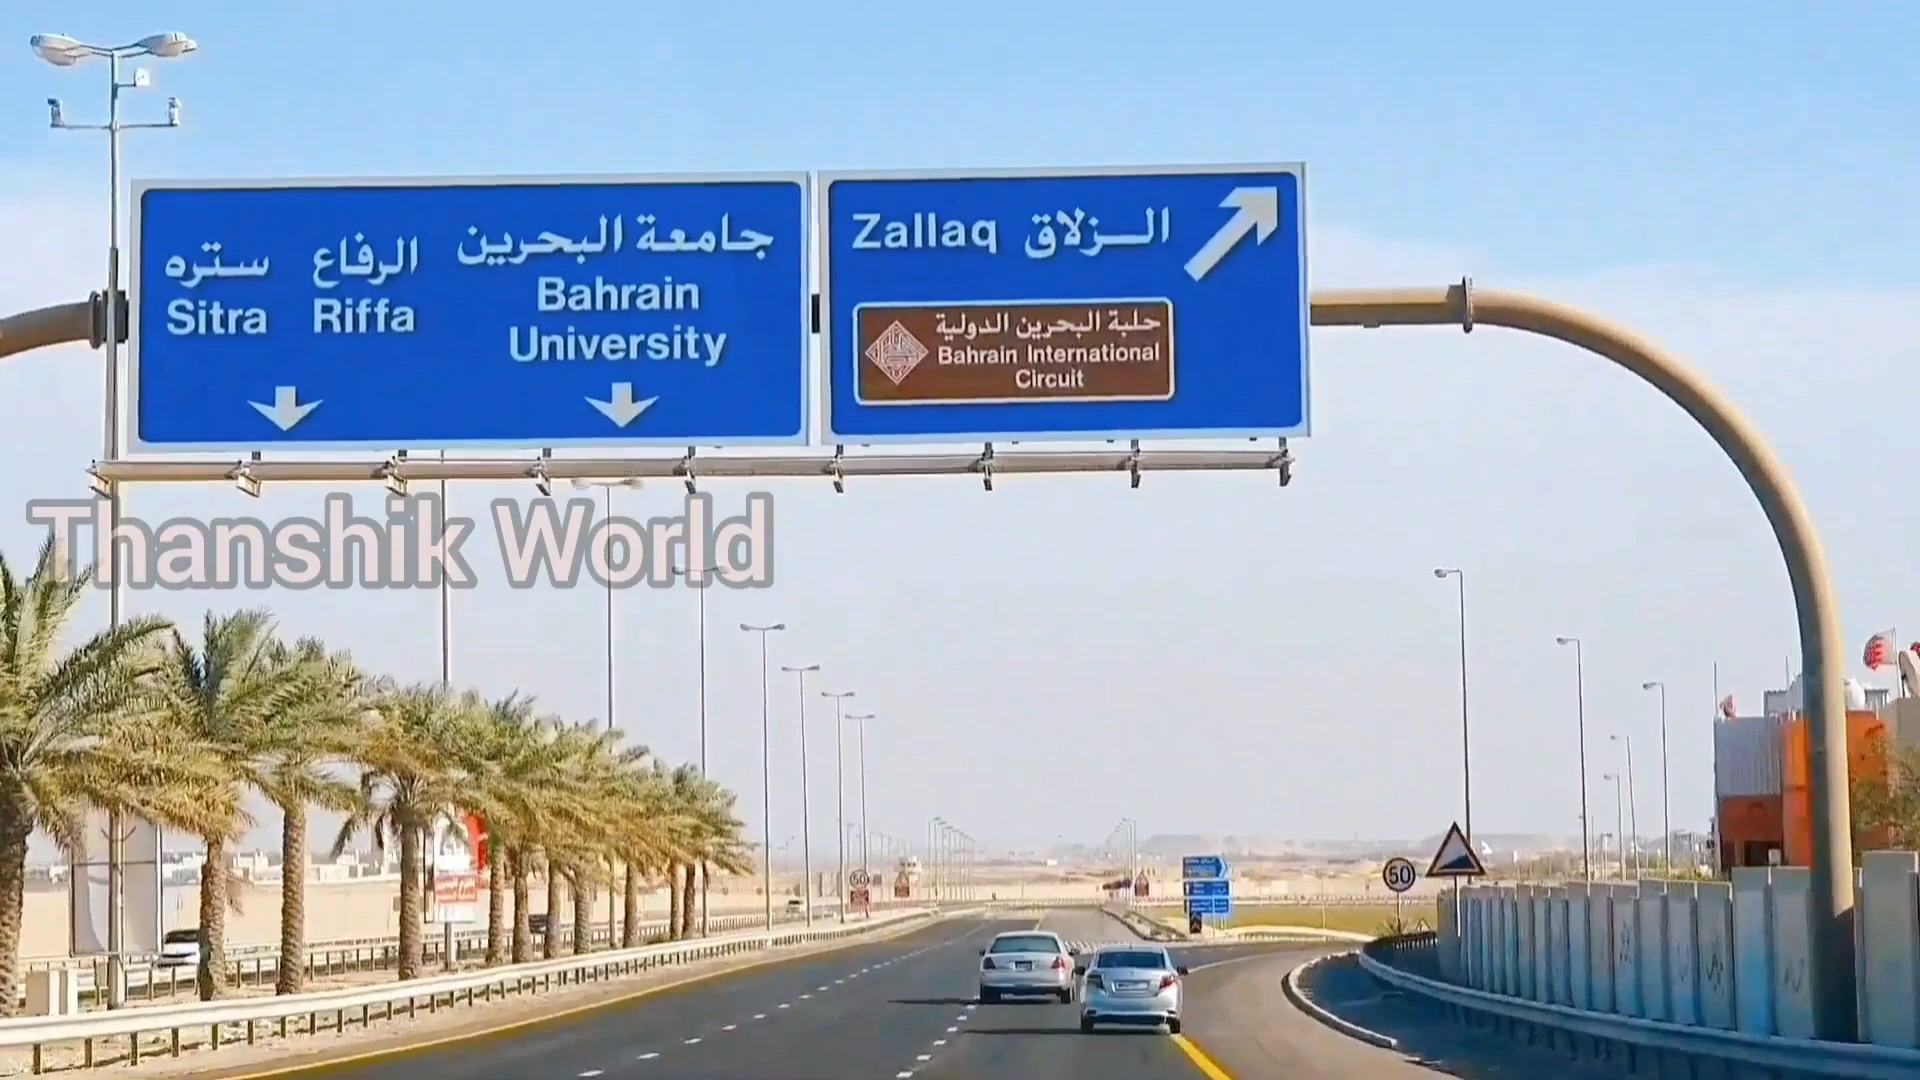 ستره
Sitra
الرفاع
Riffa
جامعة البحرين
Bahrain
University
Zallaq الزلاق
حلبة البحرين الدولية
Bahrain International
Circuit
Thanshik World
50
50